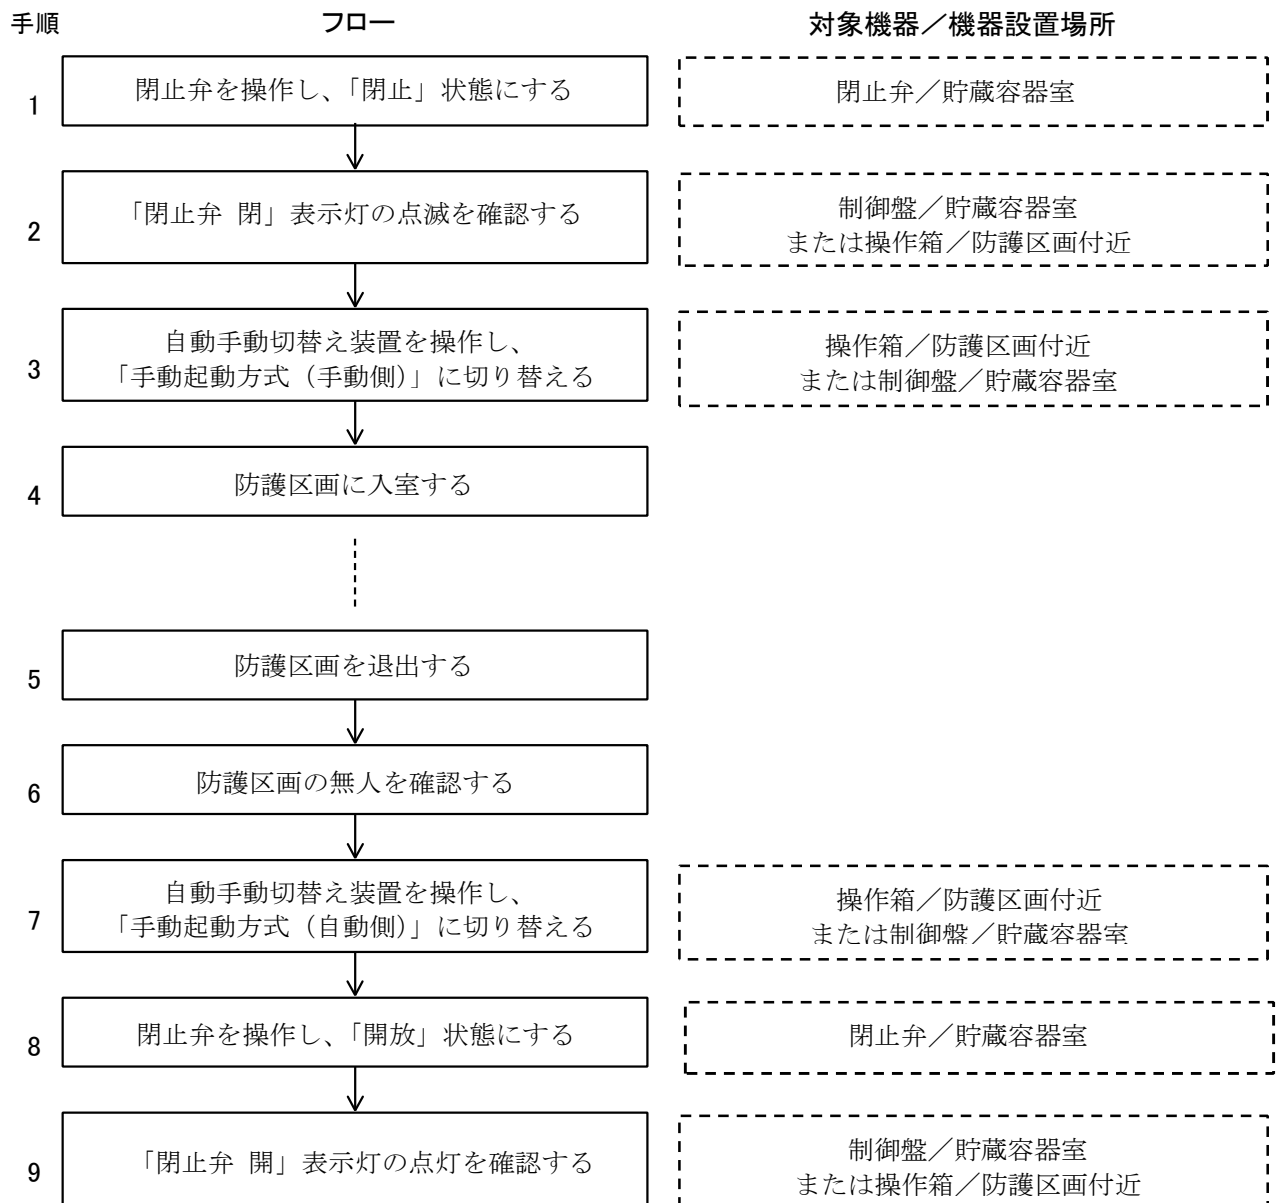 手順 フロー 対象機器／機器設置場所
1 閉止弁を操作し、「閉止」状態にする 閉止弁／貯蔵容器室
2 「閉止弁 閉」表示灯の点滅を確認する 制御盤／貯蔵容器室
または操作箱／防護区画付近
3 自動手動切替え装置を操作し、
「手動起動方式（手動側）」に切り替える 操作箱／防護区画付近
または制御盤／貯蔵容器室
4 防護区画に入室する
5 防護区画を退出する
6 防護区画の無人を確認する
7 自動手動切替え装置を操作し、
「手動起動方式（自動側）」に切り替える 操作箱／防護区画付近
または制御盤／貯蔵容器室
8 閉止弁を操作し、「開放」状態にする 閉止弁／貯蔵容器室
9 「閉止弁 開」表示灯の点灯を確認する 制御盤／貯蔵容器室
または操作箱／防護区画付近